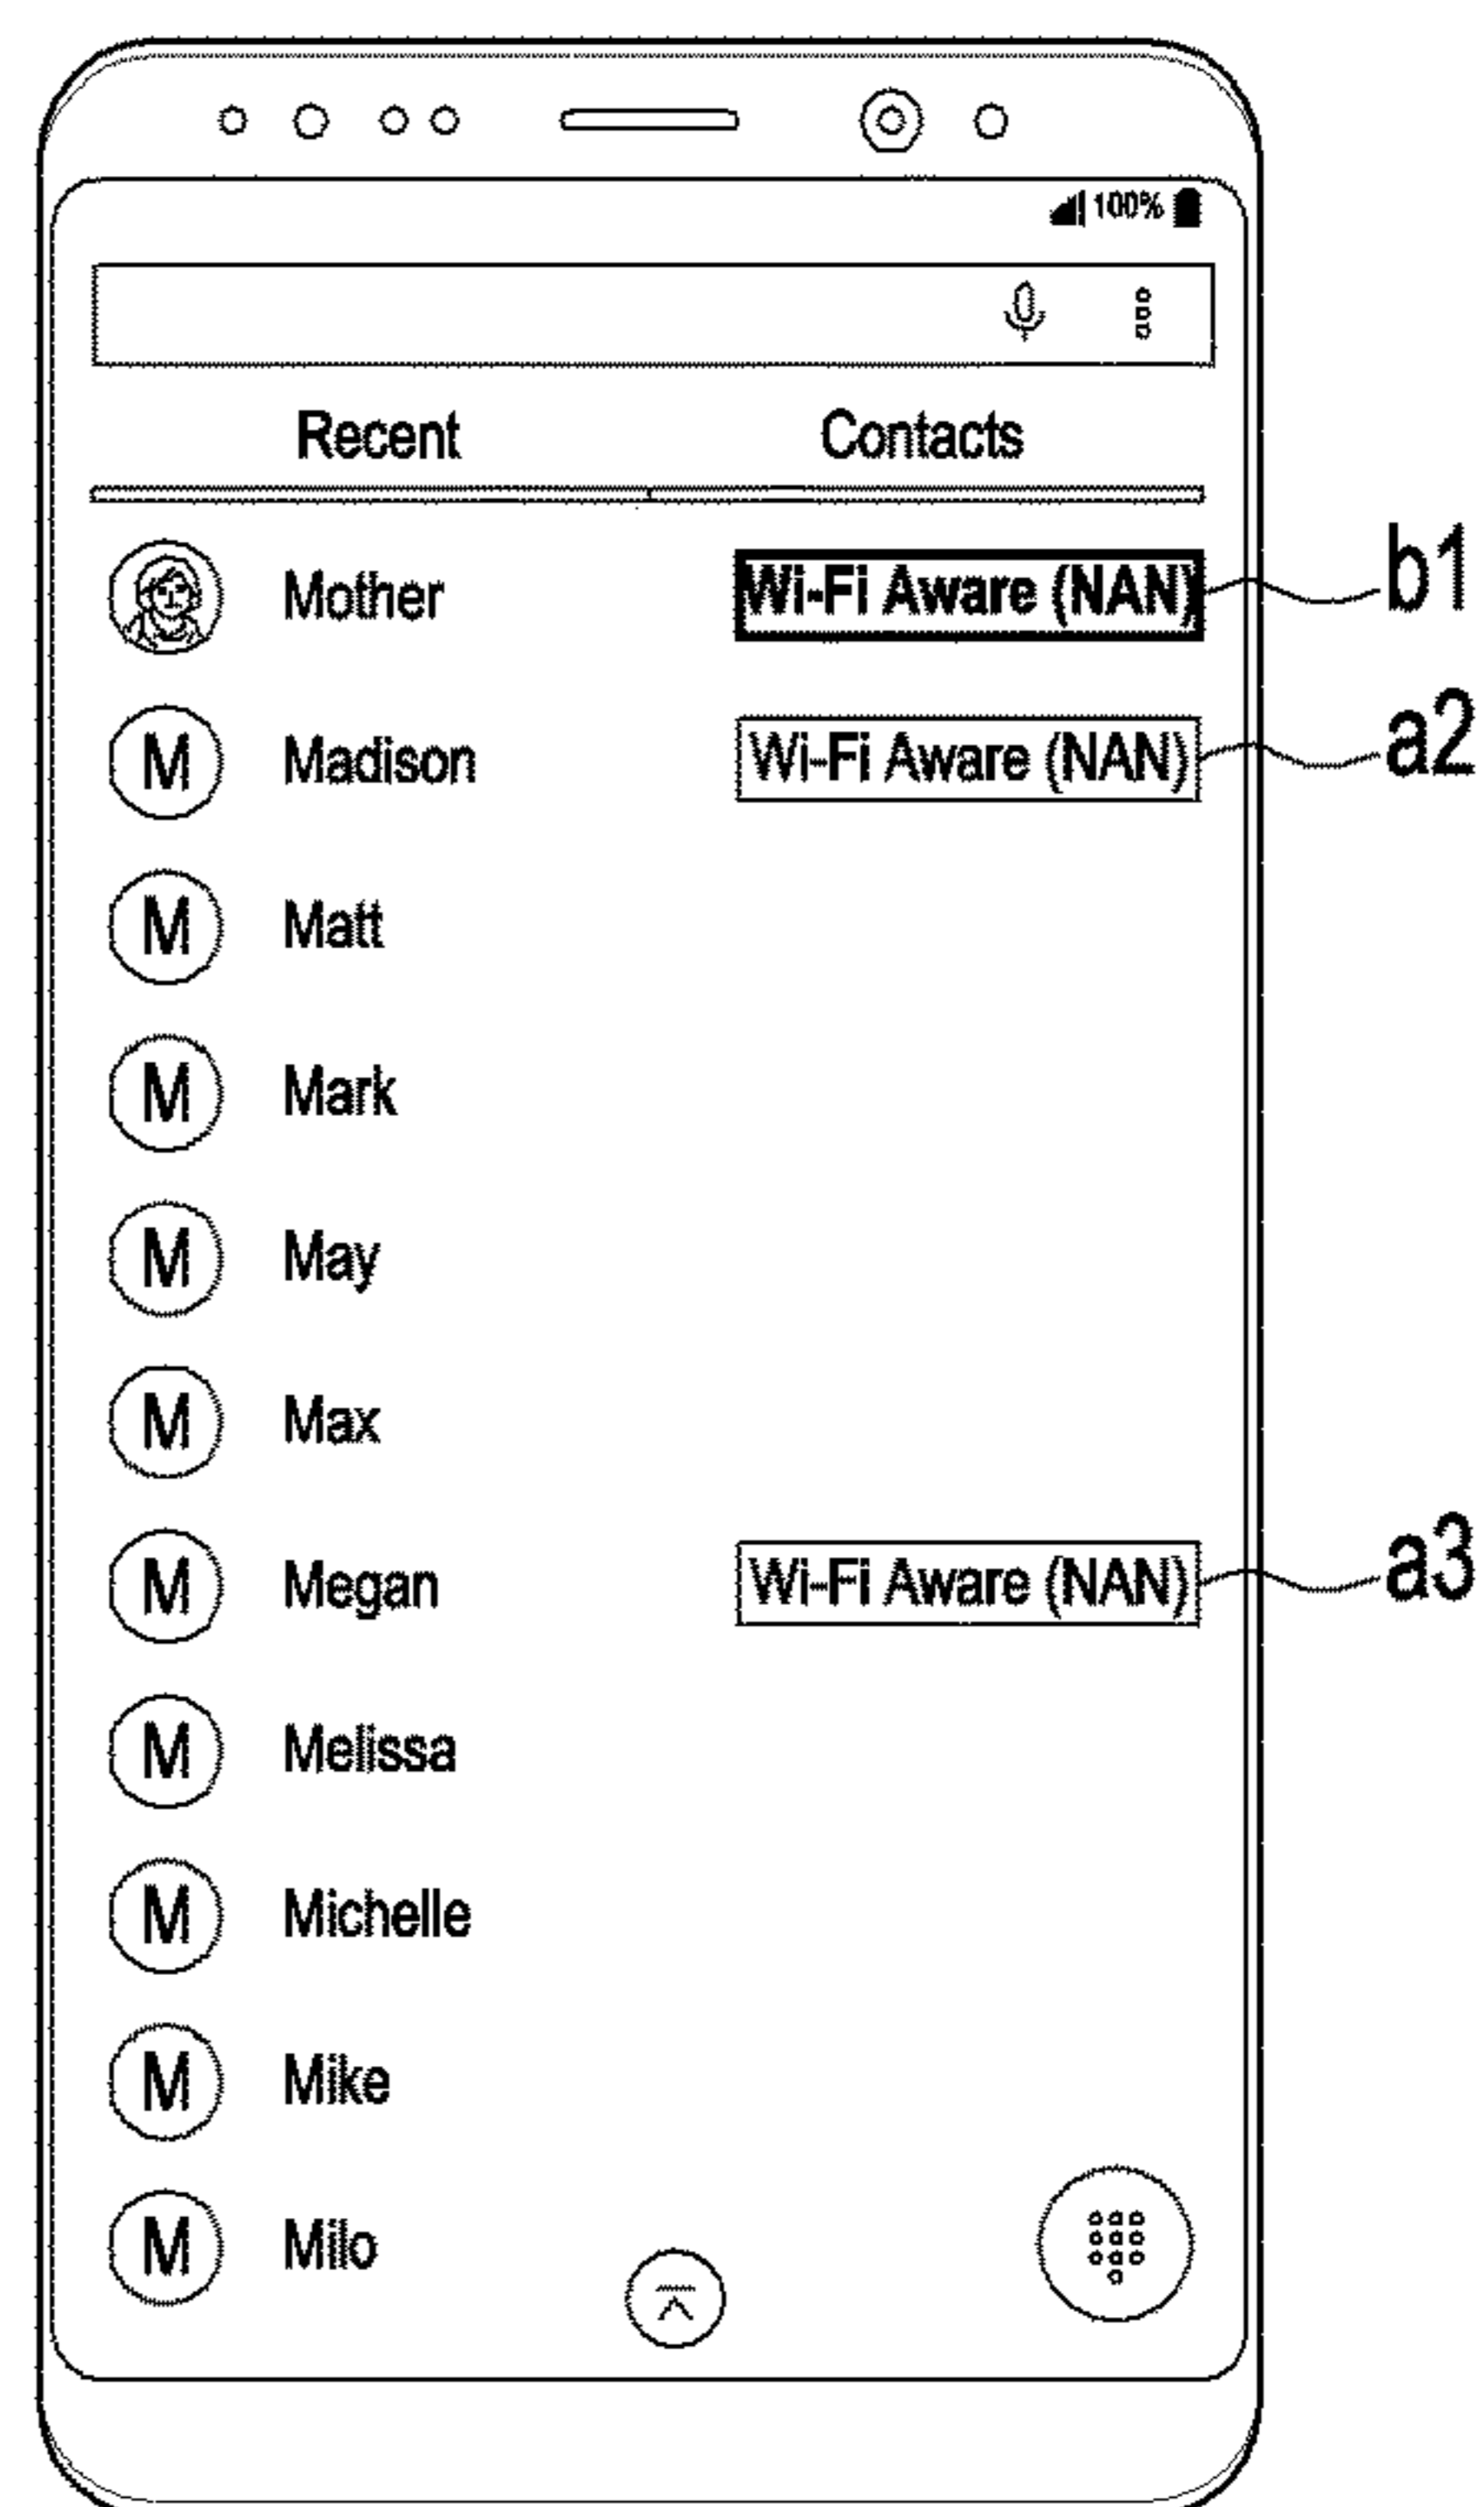 100%
Recent Contacts
Mother Wi-Fi Aware (NAN) b1
M Madison Wi-Fi Aware (NAN) a2
M Matt
M Mark
M May
M Max
M Megan Wi-Fi Aware (NAN) a3
M Melissa
M Michelle
M Mike
M Milo